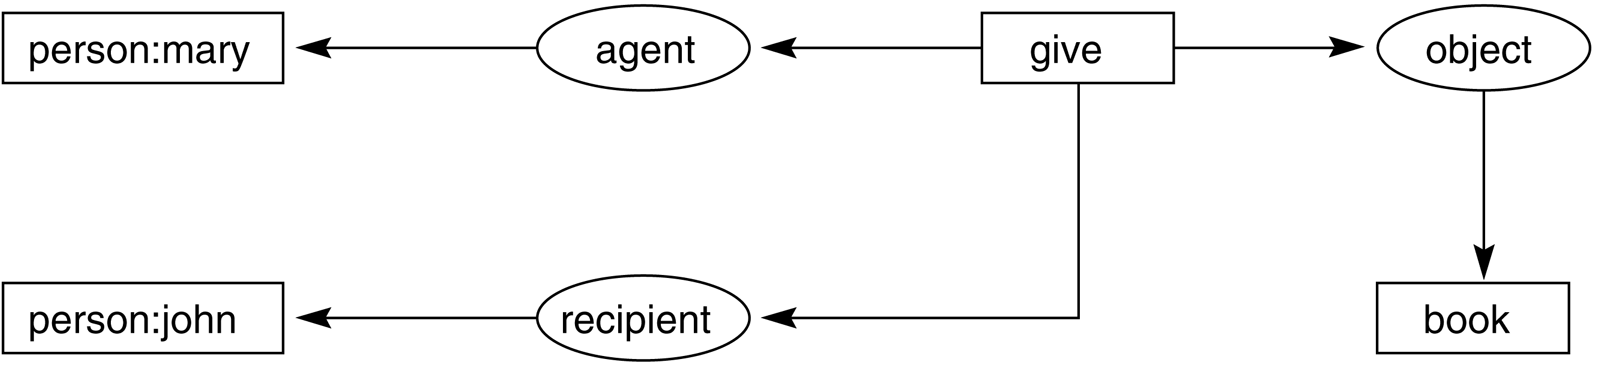 person:mary
agent
give
object
person:john
recipient
book